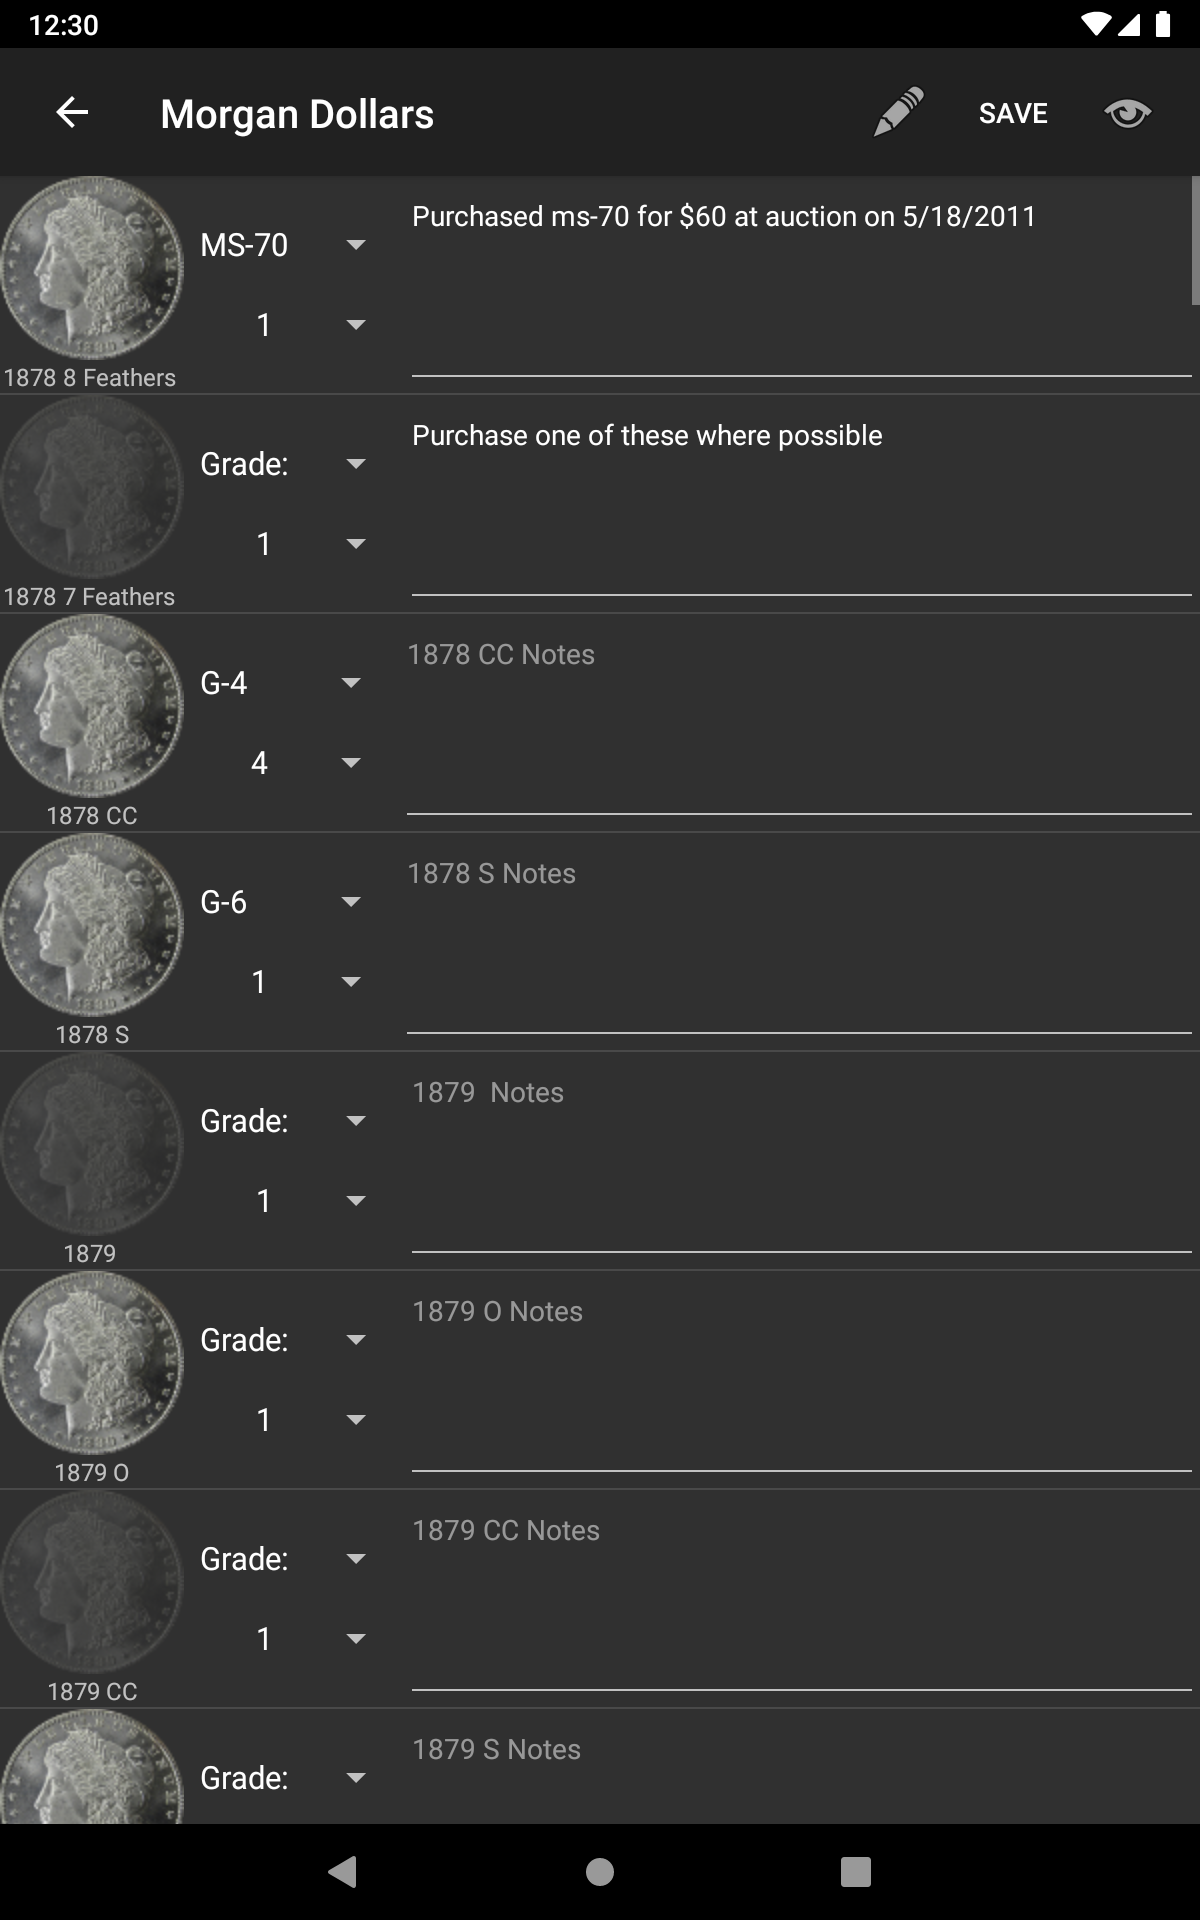 12:30
Morgan Dollars
SAVE
MS-70
Purchased ms-70 for $60 at auction on 5/18/2011
1
1878 8 Feathers
Grade:
Purchase one of these where possible
1
1878 7 Feathers
G-4
1878 CC Notes
4
1878 CC
G-6
1878 S Notes
1
1878 S
Grade:
1879  Notes
1
1879
Grade:
1879 O Notes
1
1879 O
Grade:
1879 CC Notes
1
1879 CC
Grade:
1879 S Notes